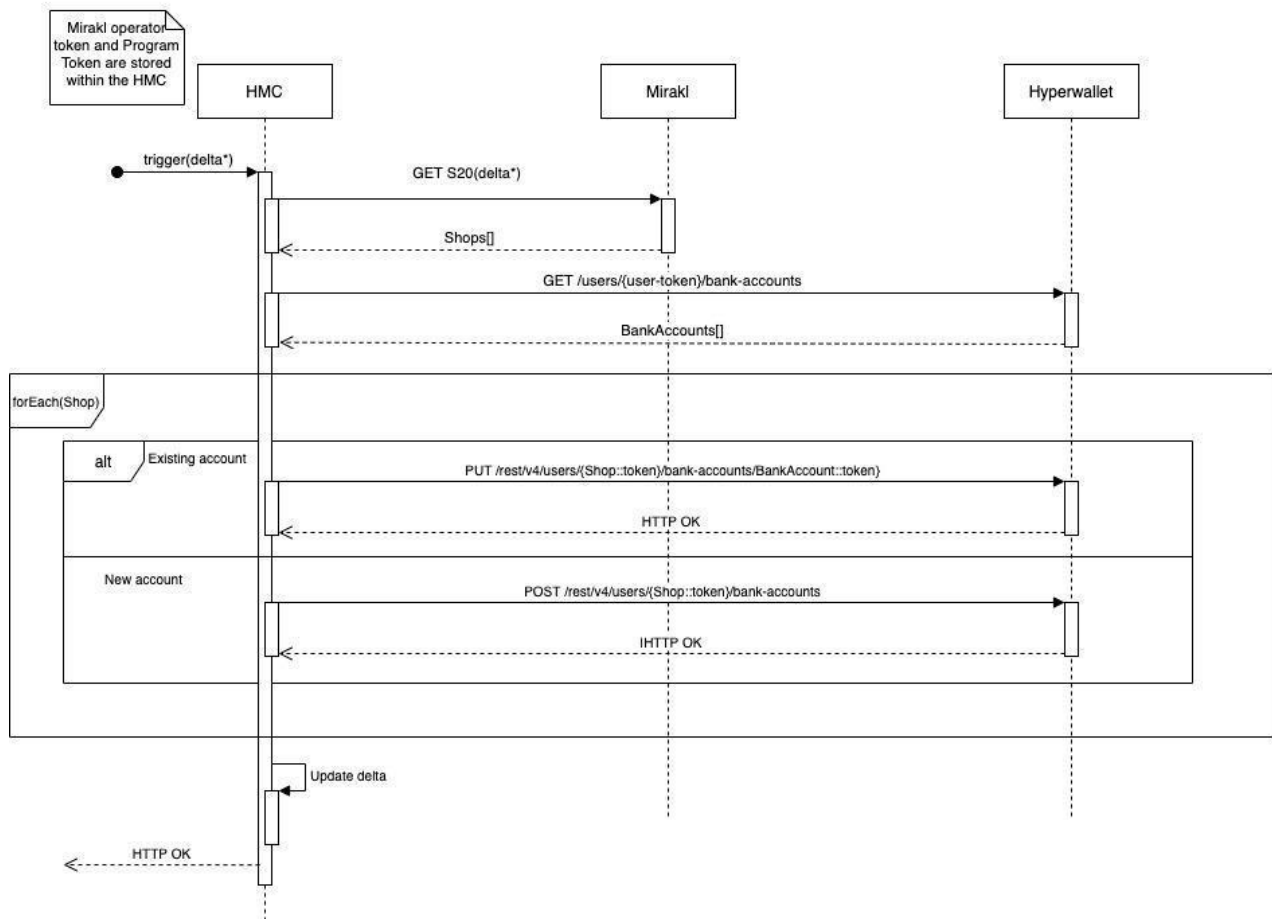 Mirakl operator
token and Program
Token are stored
within the HMC
HMC
Mirakl
Hyperwallet
trigger(delta*)
GET S20(delta*)
Shops[]
GET /users/{user-token}/bank-accounts
BankAccounts[]
forEach(Shop)
alt
Existing account
PUT /rest/v4/users/{Shop::token}/bank-accounts/BankAccount::token}
HTTP OK
New account
POST /rest/v4/users/{Shop::token}/bank-accounts
IHTTP OK
Update delta
HTTP OK